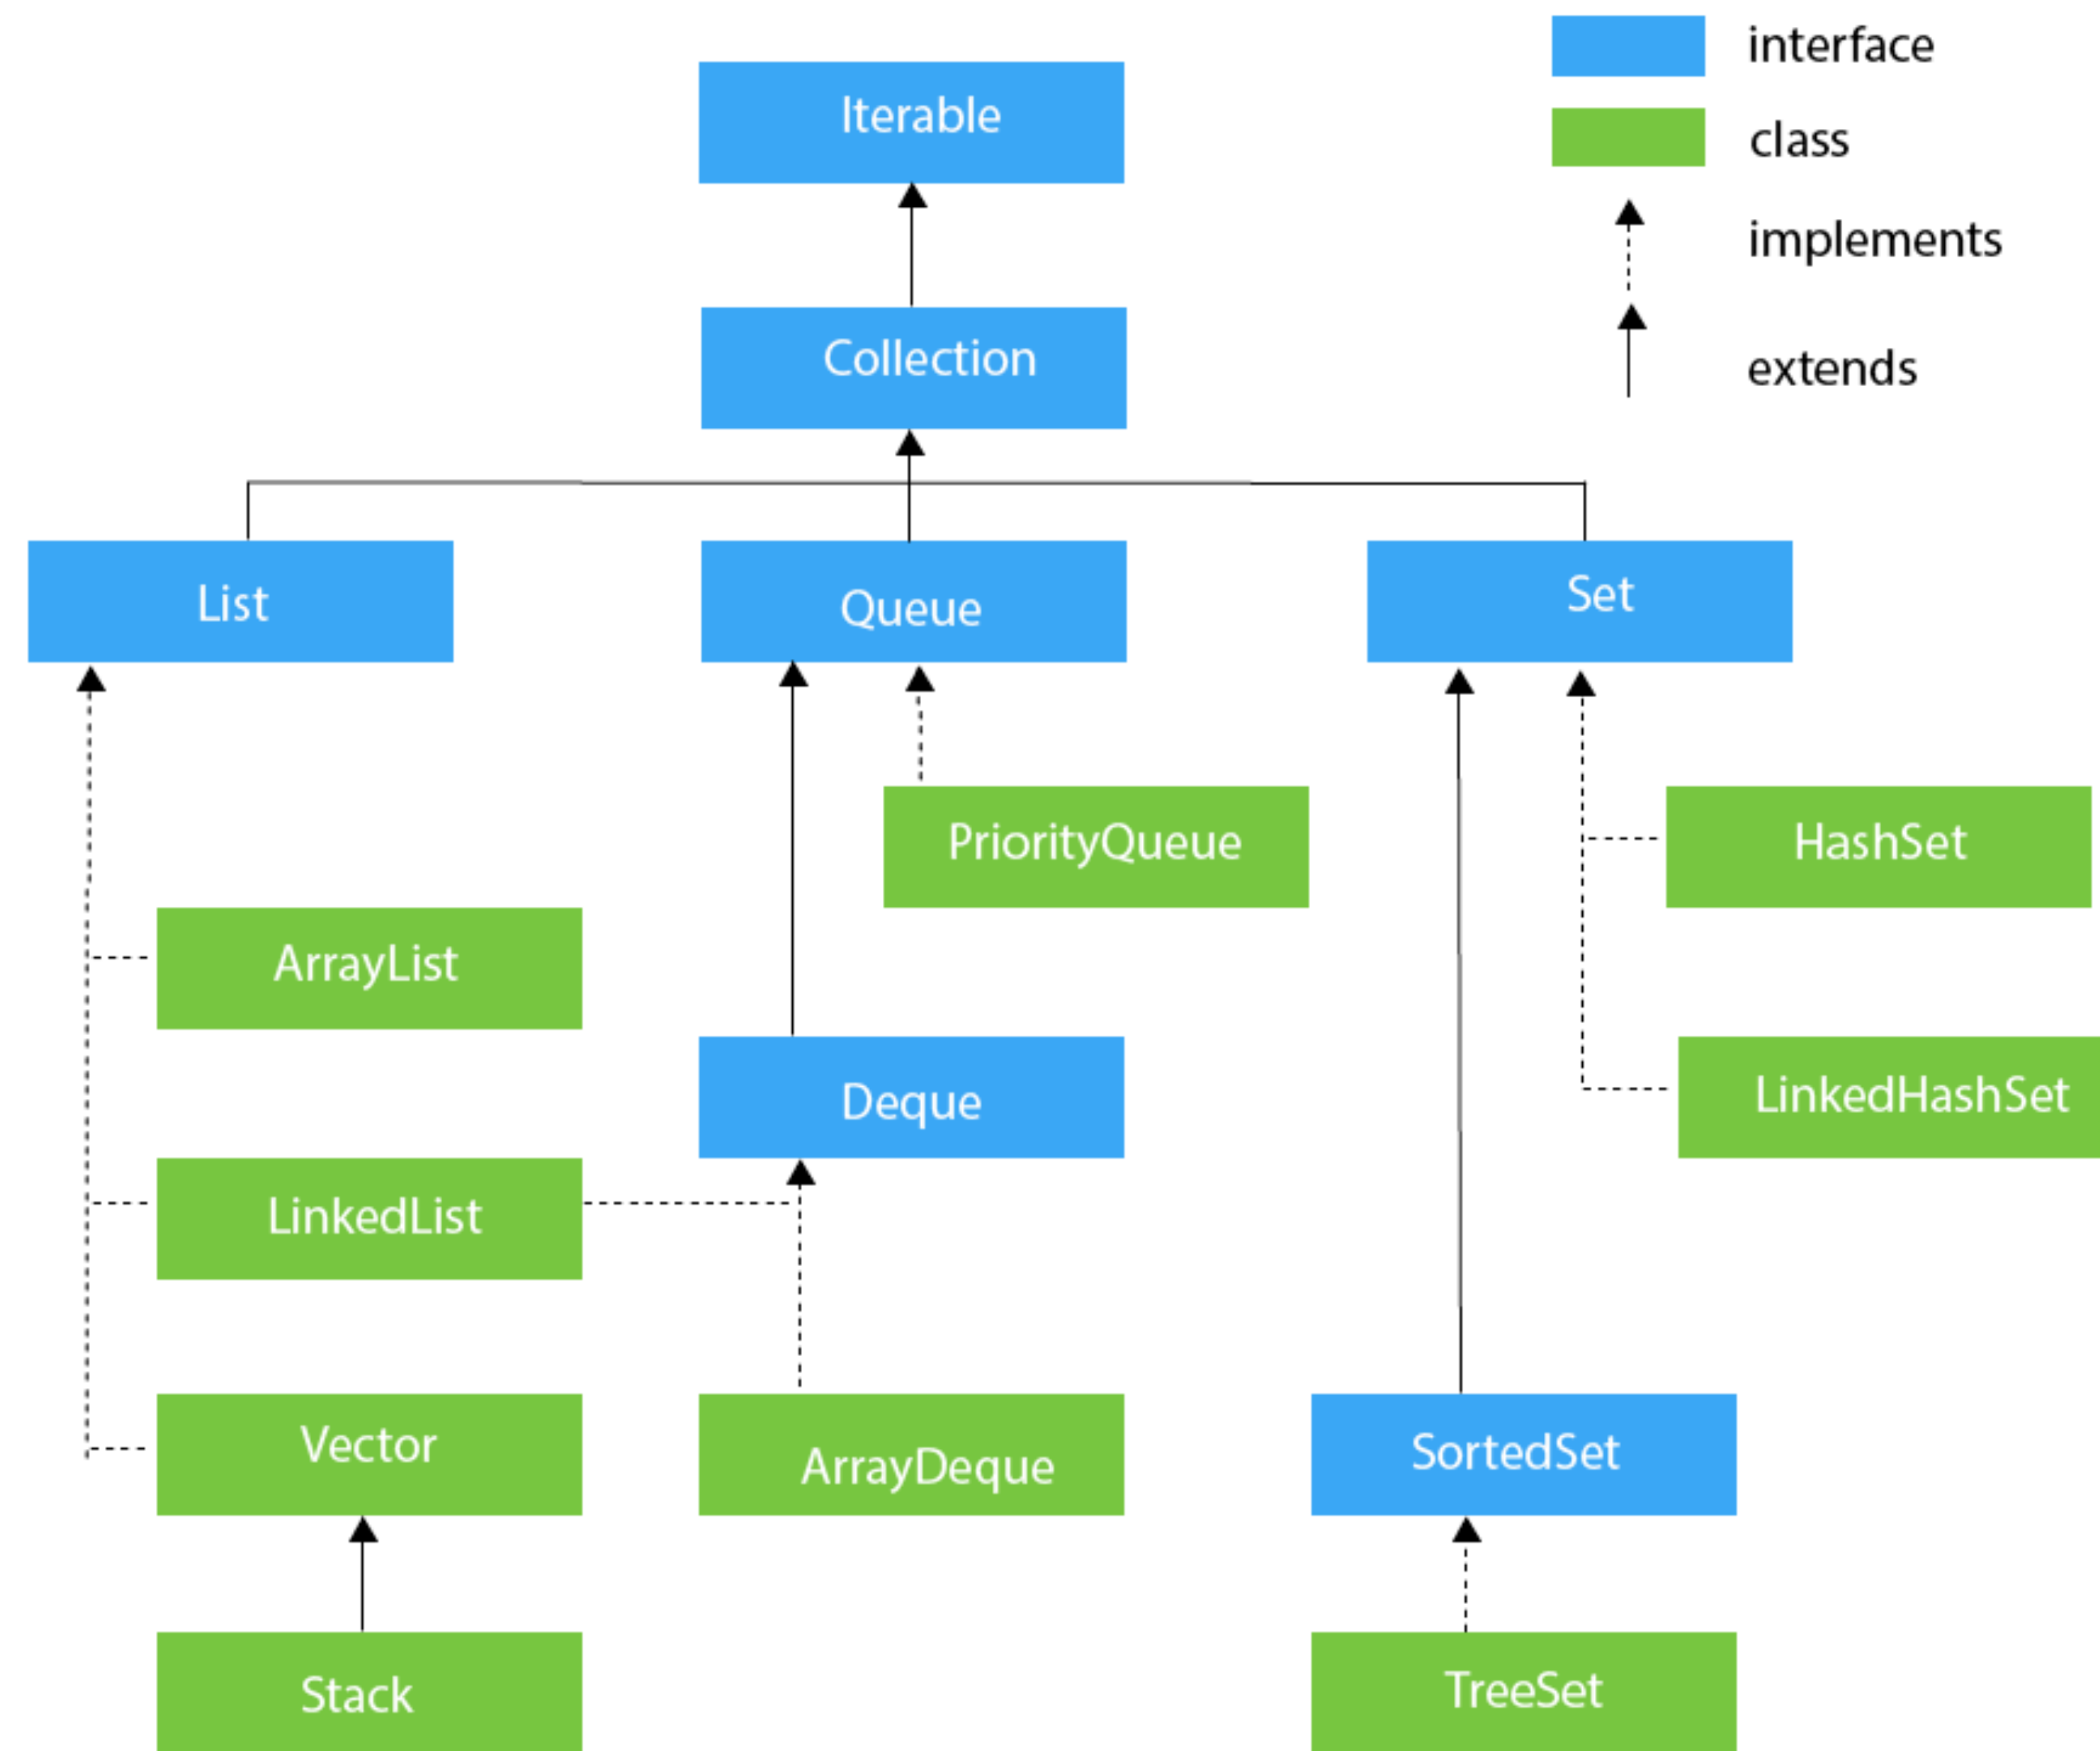 interface
Iterable
class
implements
Collection
extends
List
Queue
Set
PriorityQueue
HashSet
ArrayList
Deque
LinkedHashSet
LinkedList
Vector
ArrayDeque
SortedSet
Stack
TreeSet